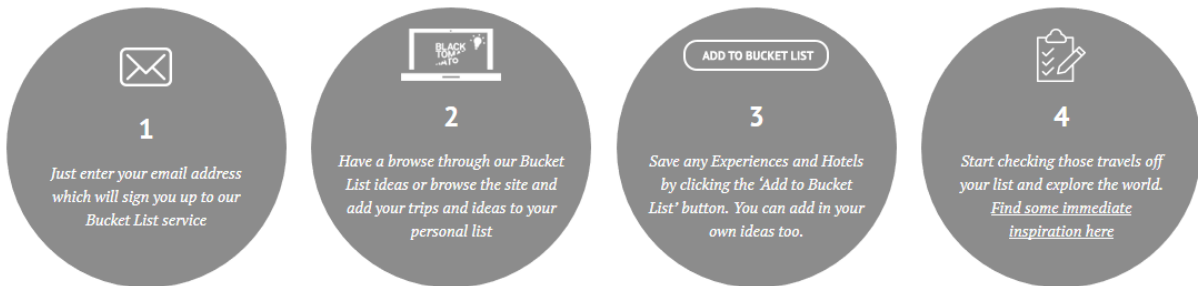 BLACK
TOMATO
1
Just enter your email address
which will sign you up to our
Bucket List service
2
Have a browse through our Bucket
List ideas or browse the site and
add your trips and ideas to your
personal list
ADD TO BUCKET LIST
3
Save any Experiences and Hotels
by clicking the ‘Add to Bucket
List’ button. You can add in your
own ideas too.
4
Start checking those travels off
your list and explore the world.
Find some immediate
inspiration here